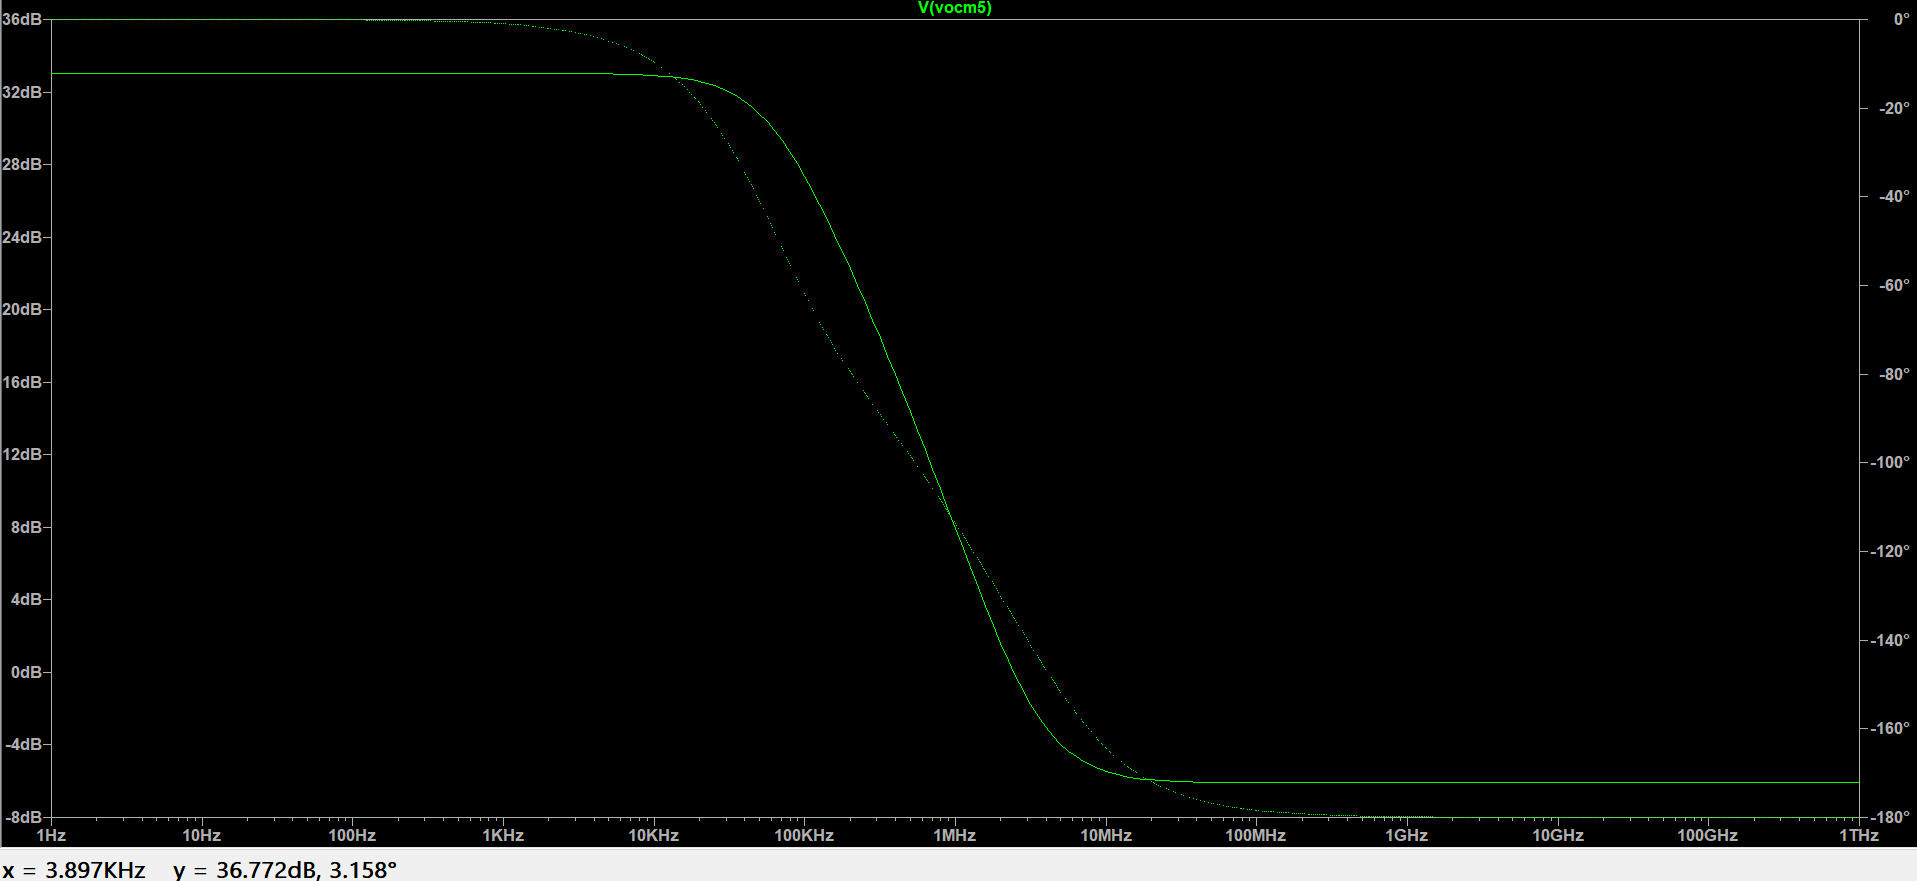 V(vocm5)
36dB
0°
32dB
-20°
28dB
-40°
24dB
-60°
20dB
-80°
16dB
-100°
12dB
-120°
8dB
-140°
4dB
-160°
0dB
-180°
-4dB
-8dB
1Hz 10Hz 100Hz 1KHz 10KHz 100KHz 1MHz 10MHz 100MHz 1GHz 10GHz 100GHz 1THz
x = 3.897KHz y = 36.772dB, 3.158°